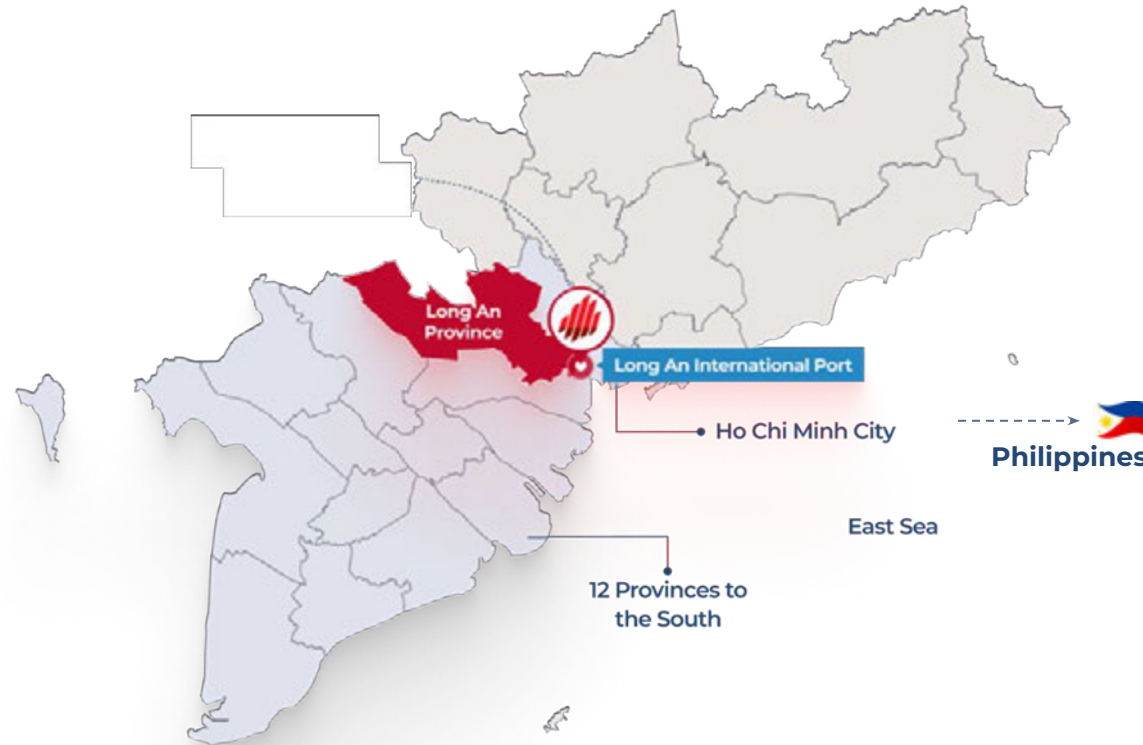 Long An
Province
Long An International Port
Ho Chi Minh City
Philippines
East Sea
12 Provinces to
the South